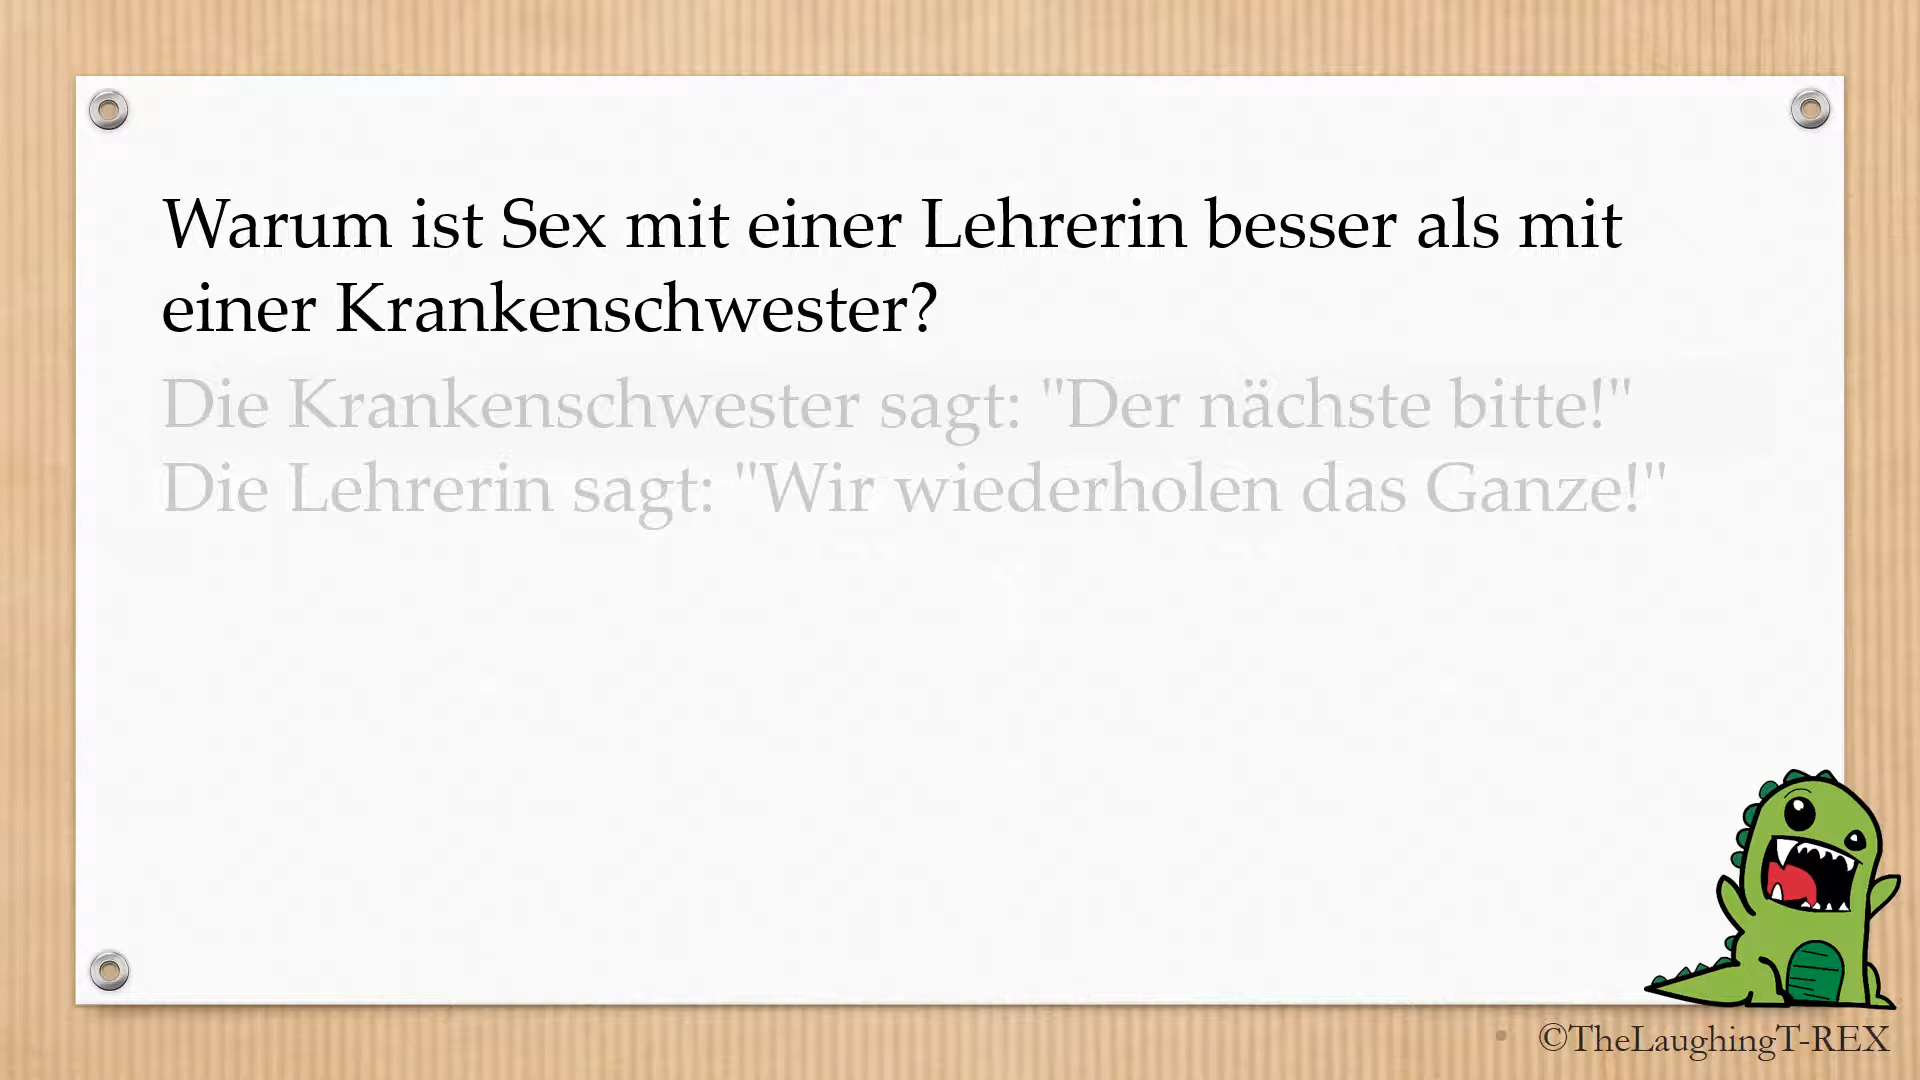 Warum ist Sex mit einer Lehrerin besser als mit
einer Krankenschwester?
Die Krankenschwester sagt: "Der nächste bitte!"
Die Lehrerin sagt: "Wir wiederholen das Ganze!"
©TheLaughingT-REX